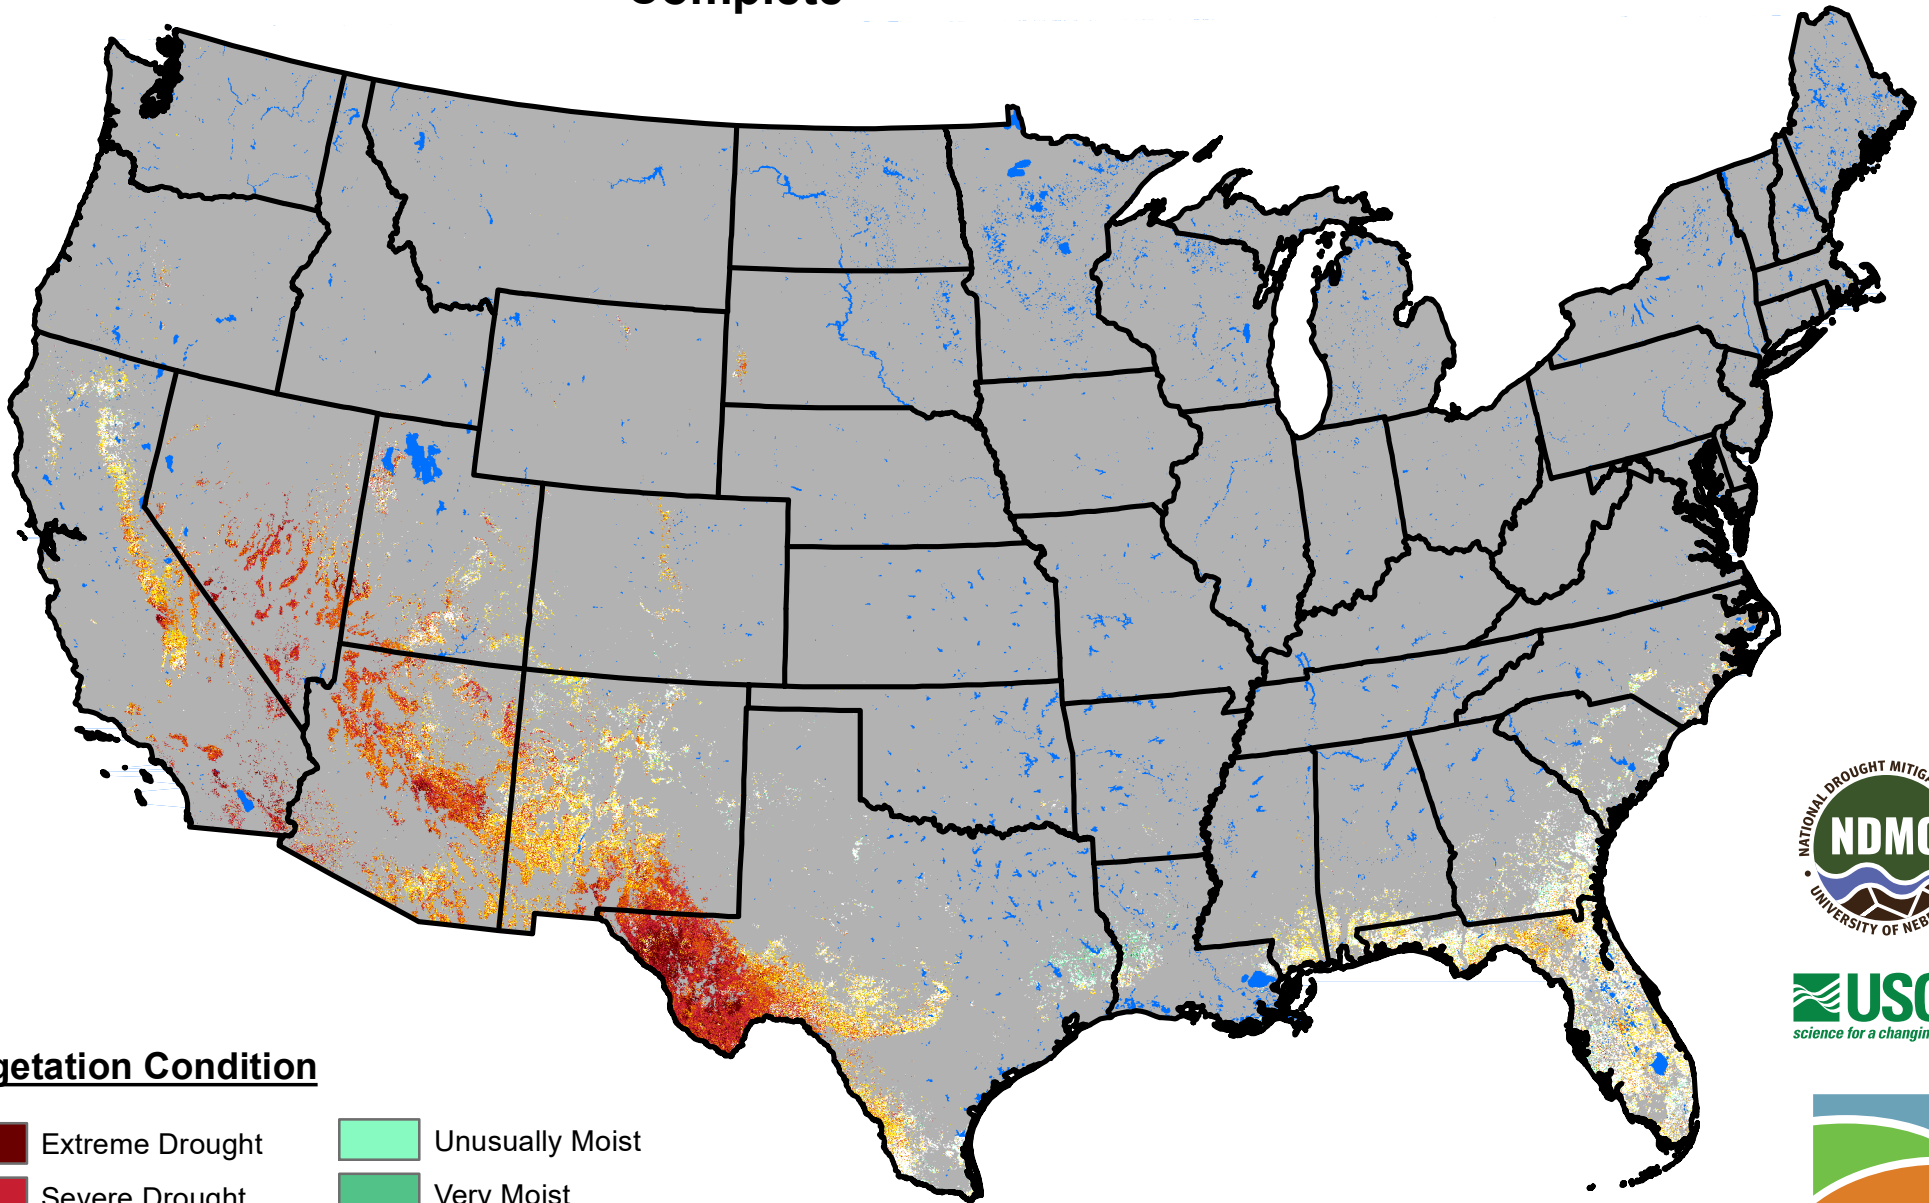 Complete
getation Condition
Extreme Drought
Severe Drought
Unusually Moist
Very Moist
NATIONAL DROUGHT MITIGA
NDMC
UNIVERSITY OF NEB
USG
science for a changin